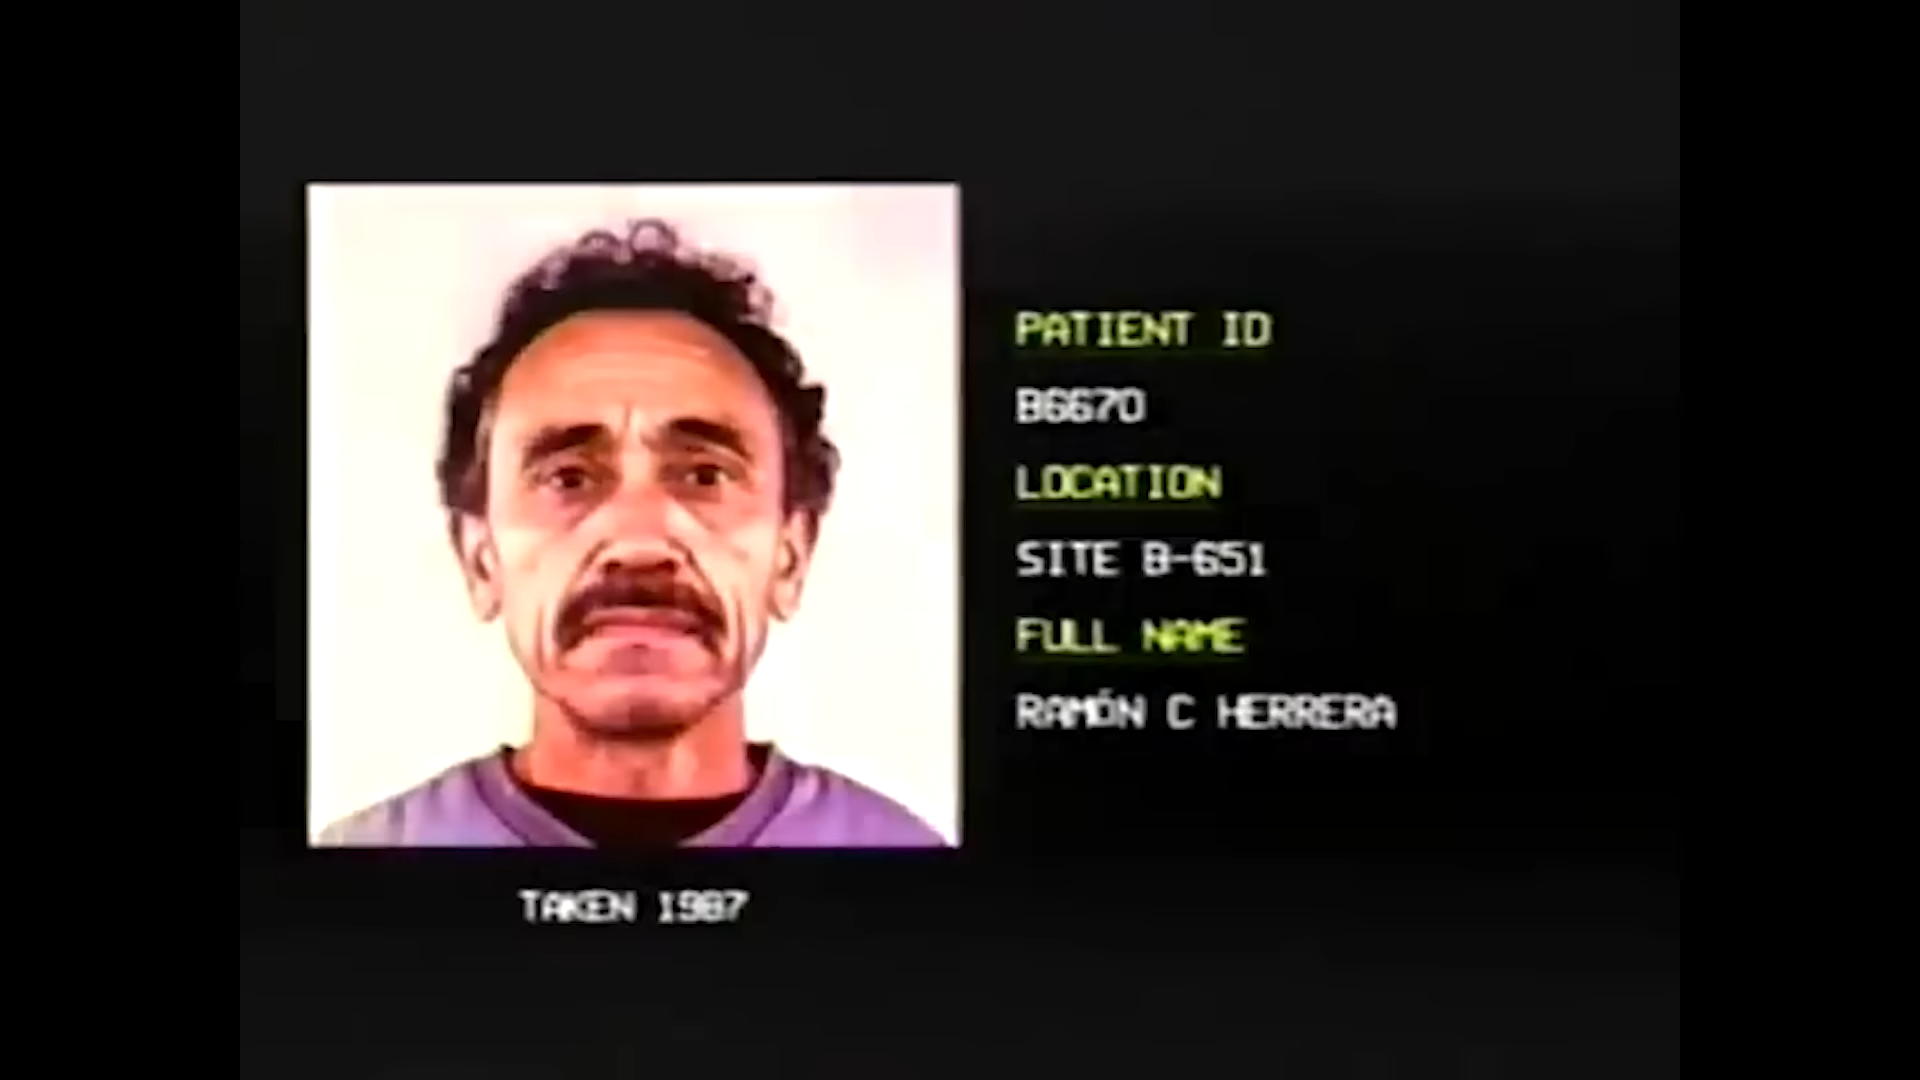 PATIENT ID
B6670
LOCATION
SITE B-651
FULL NAME
RAMÓN C HERRERA
TAKEN 1987